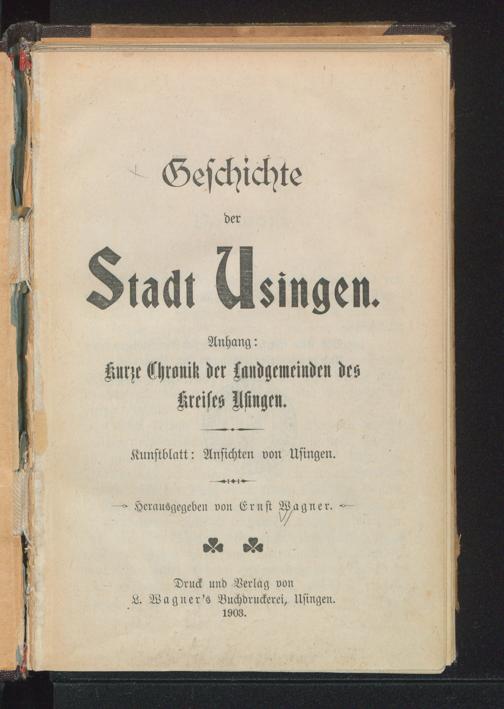 Geschichte
der
Stadt Usingen.
Anhang:
Kurze Chronik der Landgemeinden des
Kreises Usingen.
Kunstblatt: Ansichten von Usingen.
Herausgegeben von Ernst Wagner.
Druck und Verlag von
L. Wagner's Buchdruckerei, Usingen.
1903.